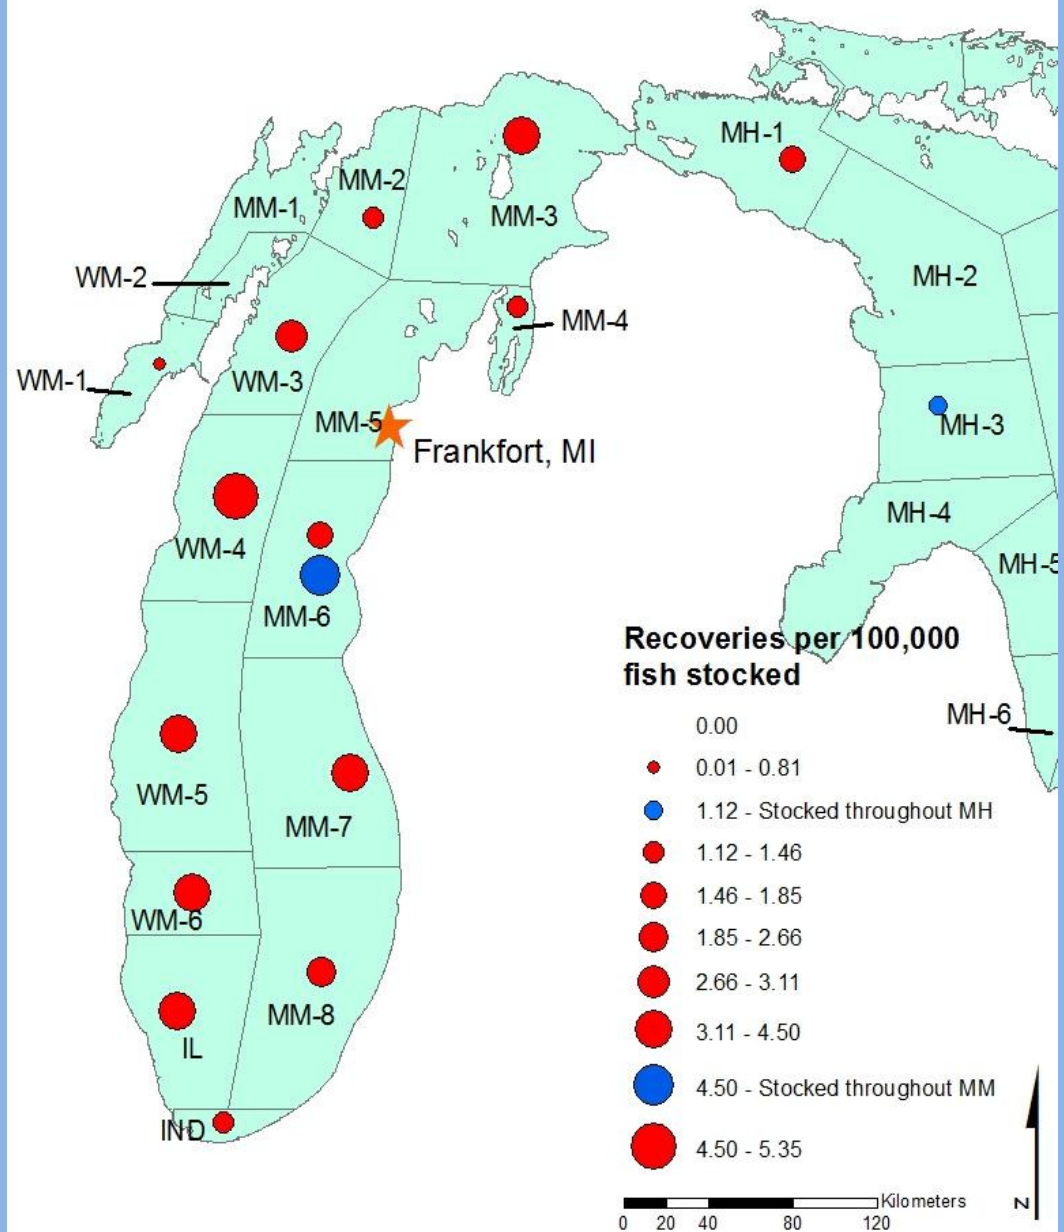 MH-1
MM-2
MM-1
MM-3
WM-2
MH-2
MM-4
WM-1
WM-3
MM-5
MH-3
Frankfort, MI
MH-4
WM-4
MH-5
MM-6
Recoveries per 100,000
fish stocked
MH-6
0.00
0.01 - 0.81
WM-5
1.12 - Stocked throughout MH
MM-7
1.12 - 1.46
1.46 - 1.85
WM-6
1.85 - 2.66
2.66 - 3.11
MM-8
3.11 - 4.50
IL
4.50 - Stocked throughout MM
IND
4.50 - 5.35
Kilometers
0 20 40 80 120
N